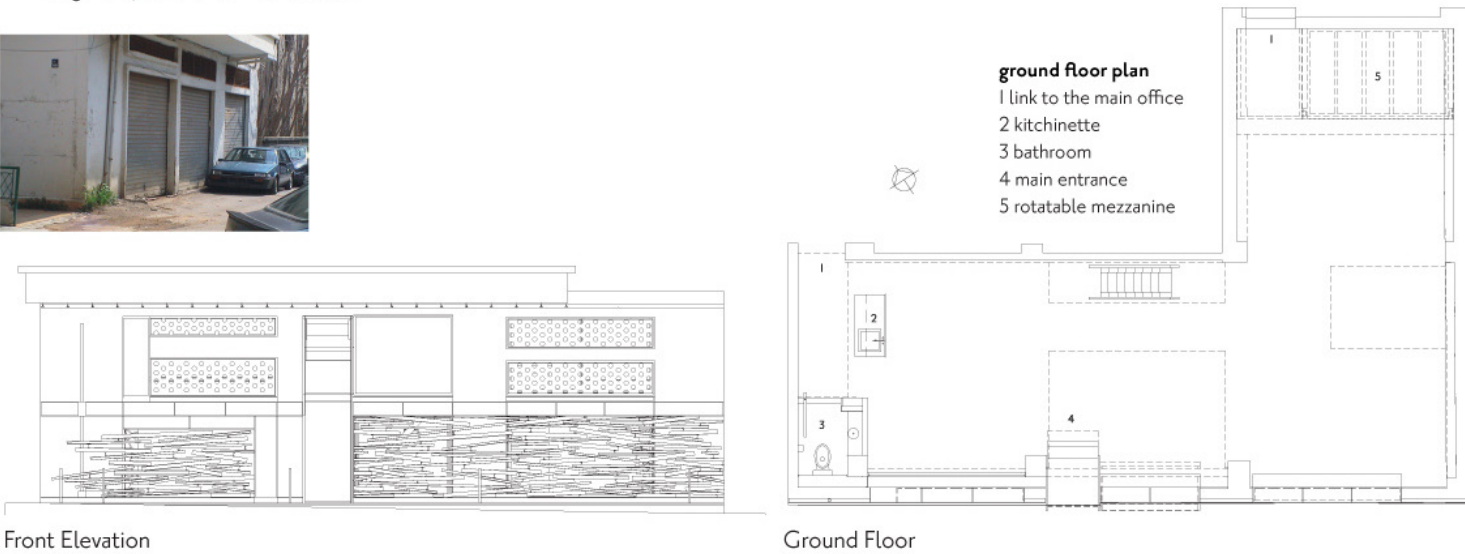 ground floor plan
1 link to the main office
2 kitchinette
3 bathroom
4 main entrance
5 rotatable mezzanine
1
5
1
2
3
4
Front Elevation
Ground Floor